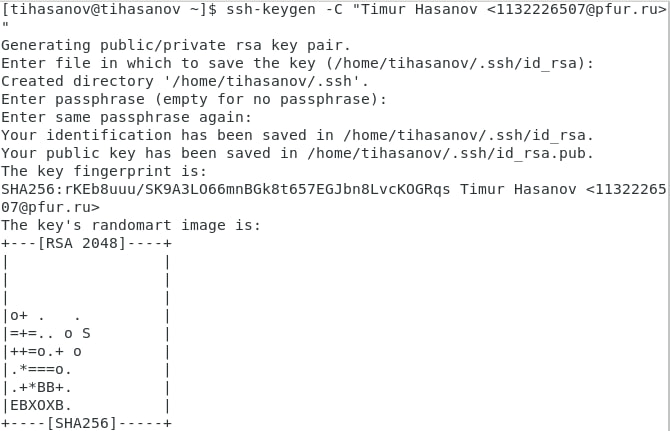 [tihasanov@tihasanov ~]$ ssh-keygen -C "Timur Hasanov <1132226507@pfur.ru>
"
Generating public/private rsa key pair.
Enter file in which to save the key (/home/tihasanov/.ssh/id_rsa):
Created directory '/home/tihasanov/.ssh'.
Enter passphrase (empty for no passphrase):
Enter same passphrase again:
Your identification has been saved in /home/tihasanov/.ssh/id_rsa.
Your public key has been saved in /home/tihasanov/.ssh/id_rsa.pub.
The key fingerprint is:
SHA256:rKEb8uuu/SK9A3LO66mnBGk8t657EGJbn8LvcKOGRqs Timur Hasanov <11322265
07@pfur.ru>
The key's randomart image is:
+---[RSA 2048]----+
|                 |
|                 |
|                 |
|o+ .   .         |
|=+=.. o S        |
|++=o.+ o         |
|.*===o.          |
|.+*BB+.          |
|EBXOXB.          |
+----[SHA256]-----+